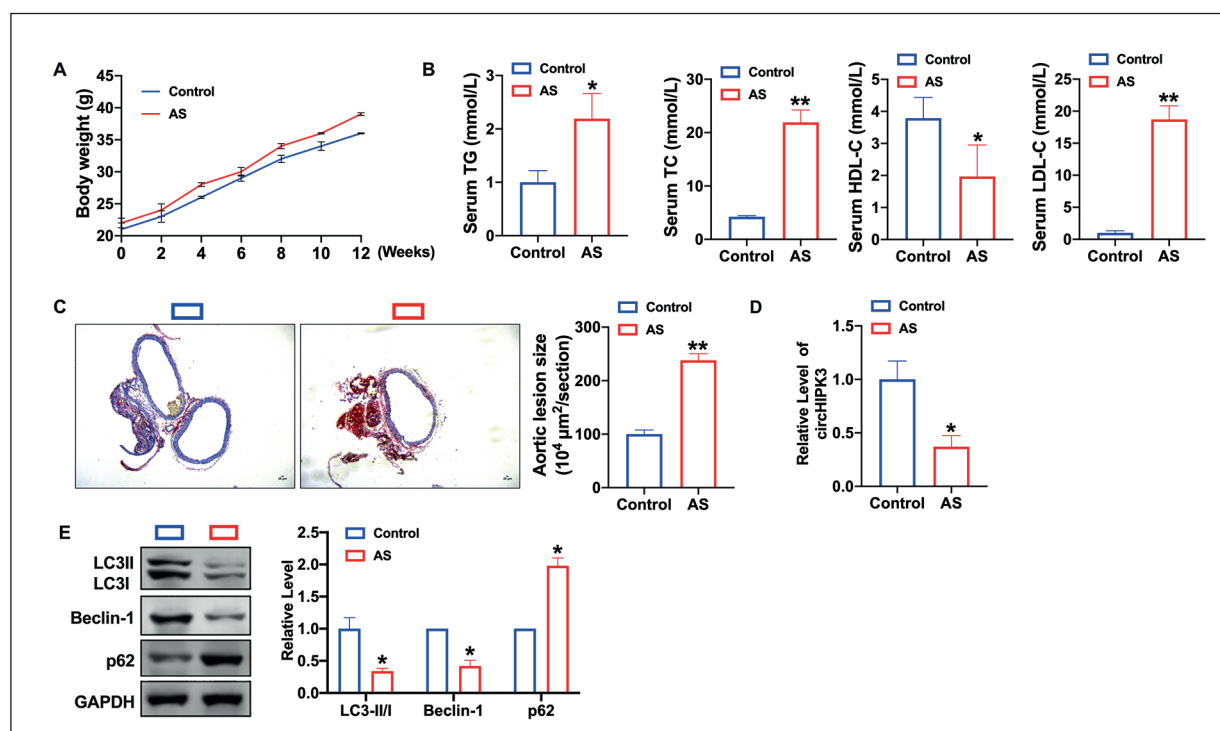 A
Body weight (g)
Control
AS
40
35
30
25
20
0 2 4 6 8 10 12 (Weeks)
B
Serum TG (mmol/L)
Control
AS
3
2
1
0
*
Control AS
Serum TC (mmol/L)
Control
AS
30
20
10
0
**
Control AS
Serum HDL-C (mmol/L)
Control
AS
5
4
3
2
1
0
*
Control AS
Serum LDL-C (mmol/L)
Control
AS
25
20
15
10
5
0
**
Control AS
C
Aortic lesion size
(10⁴ µm²/section)
Control
AS
300
200
100
0
**
Control AS
D
Relative Level of
circHIPK3
Control
AS
1.5
1.0
0.5
0.0
*
Control AS
E
LC3II
LC3I
Beclin-1
p62
GAPDH
Relative Level
Control
AS
2.5
2.0
1.5
1.0
0.5
0.0
* * *
LC3-II/I Beclin-1 p62